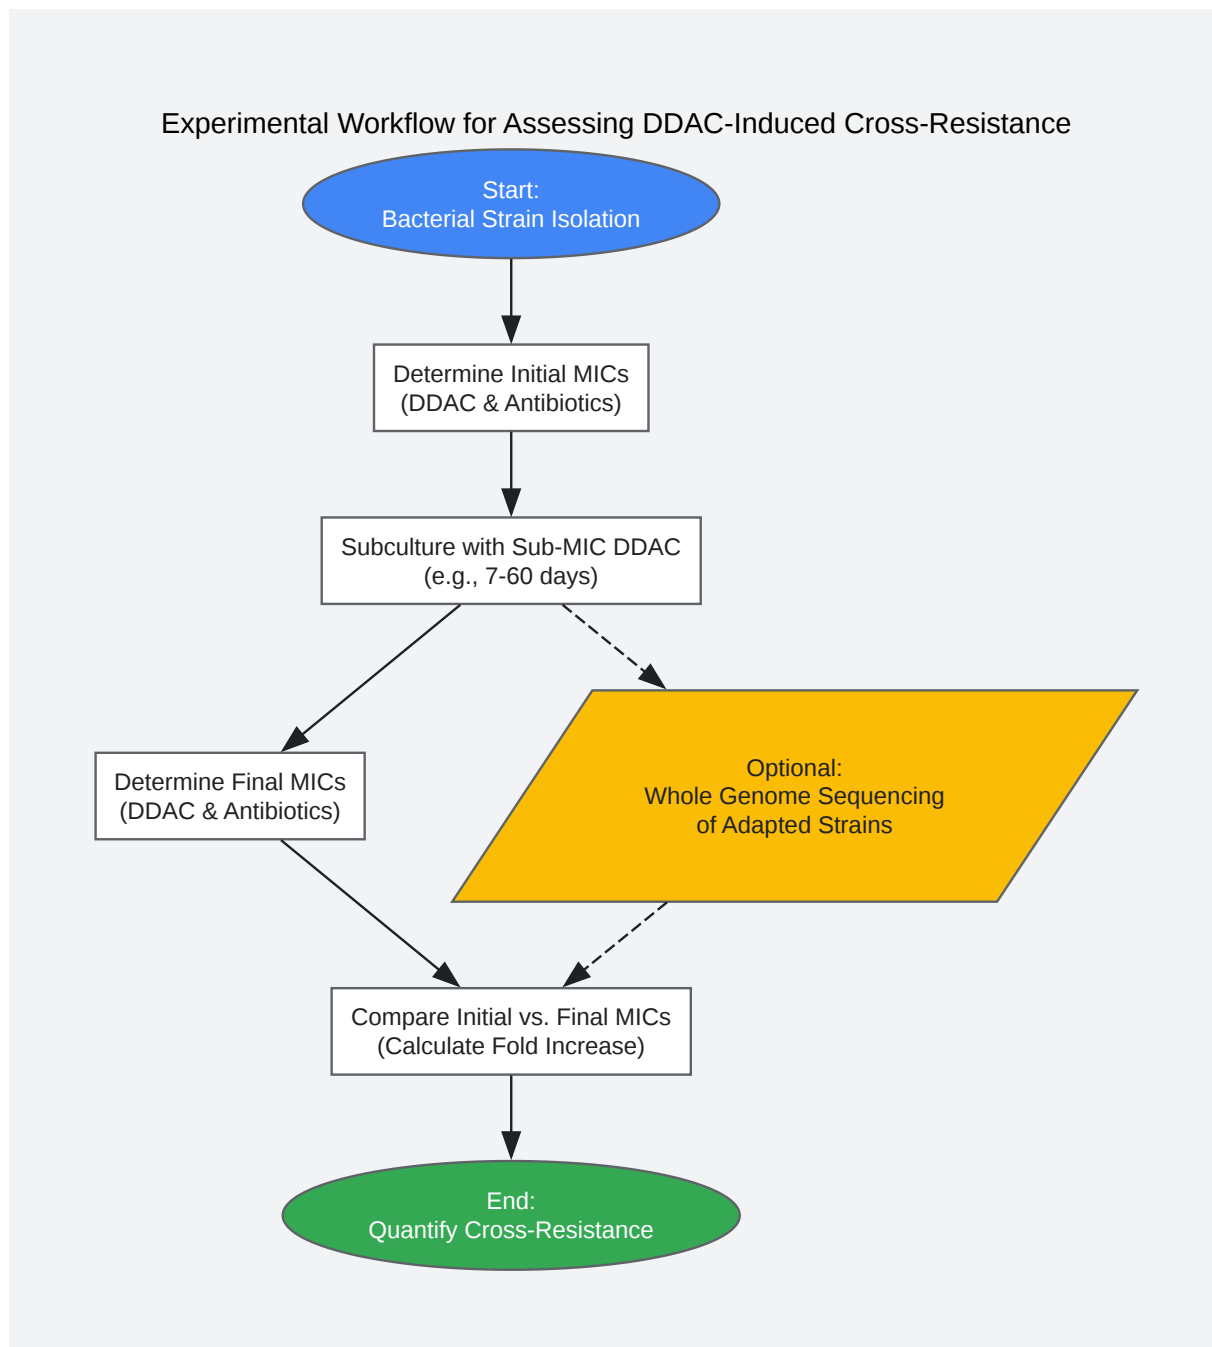 Experimental Workflow for Assessing DDAC-Induced Cross-Resistance
Start:
Bacterial Strain Isolation
Determine Initial MICs
(DDAC & Antibiotics)
Subculture with Sub-MIC DDAC
(e.g., 7-60 days)
Determine Final MICs
(DDAC & Antibiotics)
Optional:
Whole Genome Sequencing
of Adapted Strains
Compare Initial vs. Final MICs
(Calculate Fold Increase)
End:
Quantify Cross-Resistance